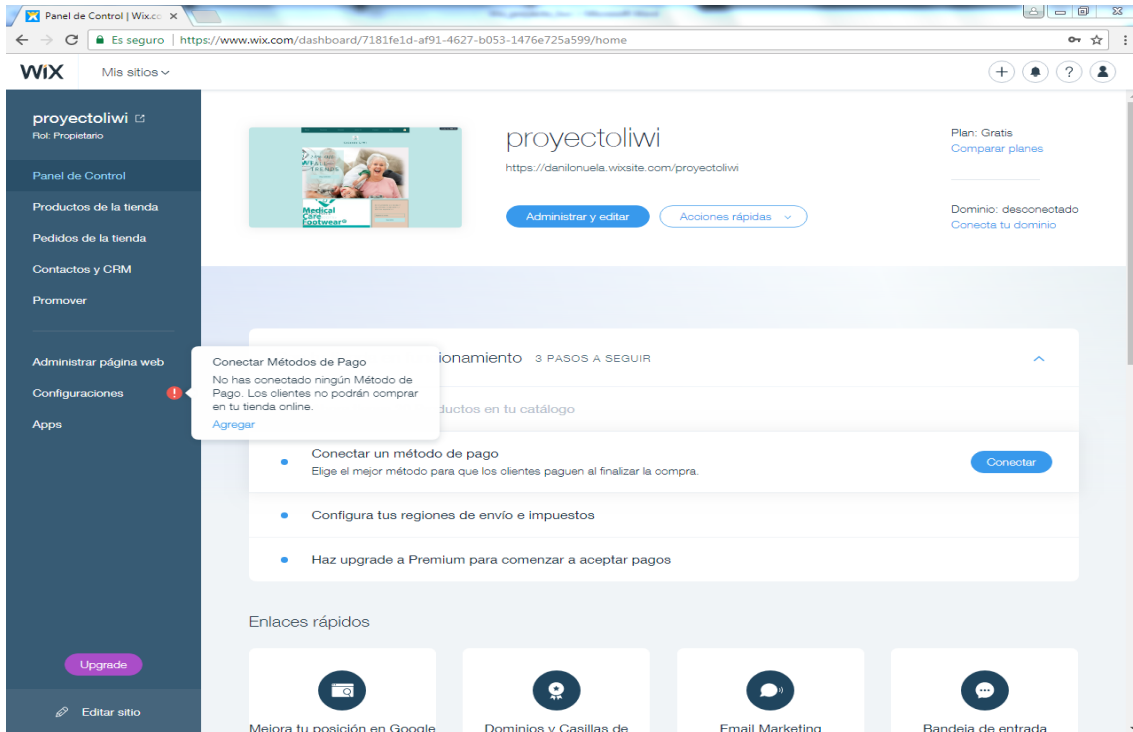 Panel de Control | Wix.cc
Es seguro | https://www.wix.com/dashboard/7181fe1d-af91-4627-b053-1476e725a599/home
WiX Mis sitios
proyectoliwi
Rol: Propietario
Panel de Control
Productos de la tienda
Pedidos de la tienda
Contactos y CRM
Promover
Administrar página web
Configuraciones
Apps
Upgrade
Editar sitio
Medical
Care
Footwear®
proyectoliwi
https://danilonuela.wixsite.com/proyectoliwi
Administrar y editar
Acciones rápidas
Plan: Gratis
Comparar planes
Dominio: desconectado
Conecta tu dominio
Conectar Métodos de Pago
No has conectado ningún Método de
Pago. Los clientes no podrán comprar
en tu tienda online.
Agregar
ionamiento 3 PASOS A SEGUIR
ductos en tu catálogo
Conectar un método de pago
Elige el mejor método para que los clientes paguen al finalizar la compra.
Conectar
Configura tus regiones de envío e impuestos
Haz upgrade a Premium para comenzar a aceptar pagos
Enlaces rápidos
Mejora tu posición en Google
Dominios y Casillas de
Email Marketing
Bandeja de entrada